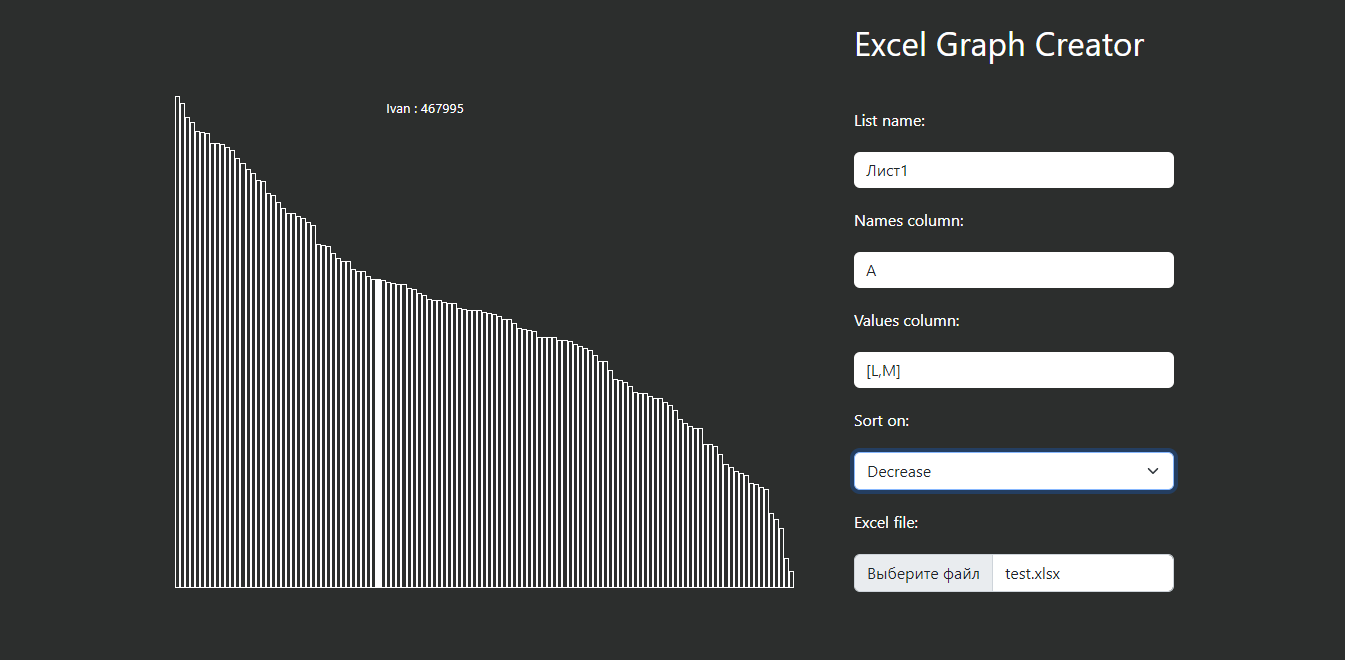 Excel Graph Creator
Ivan : 467995
List name:
Лист1
Names column:
A
Values column:
[L,M]
Sort on:
Decrease
Excel file:
Выберите файл test.xlsx